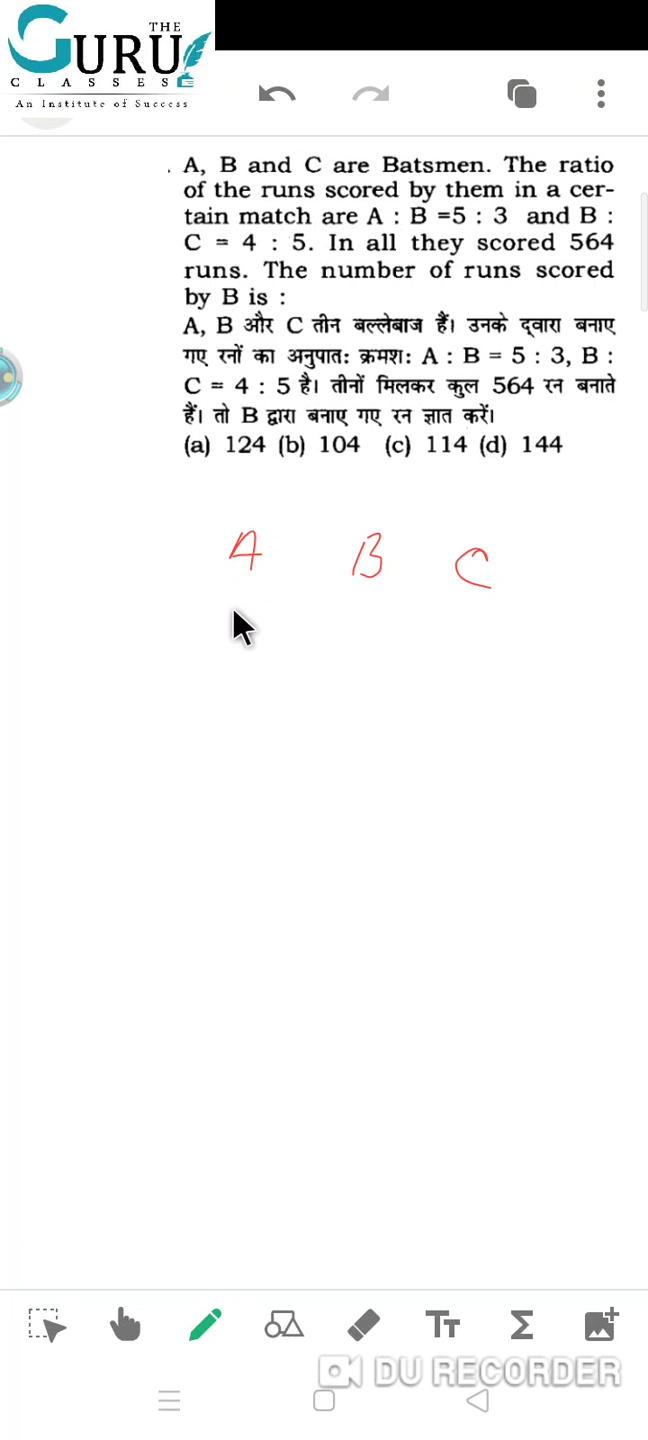 THE
GURU
CLASSES
An Institute of Success
. A, B and C are Batsmen. The ratio
of the runs scored by them in a cer-
tain match are A : B =5 : 3 and B :
C = 4 : 5. In all they scored 564
runs. The number of runs scored
by B is :
A, B और C तीन बल्लेबाज हैं। उनके द्वारा बनाए
गए रनों का अनुपातः क्रमशः A : B = 5 : 3, B :
C = 4 : 5 है। तीनों मिलकर कुल 564 रन बनाते
हैं। तो B द्वारा बनाए गए रन ज्ञात करें।
(a) 124 (b) 104 (c) 114 (d) 144
A B C
Tт Σ
DU RECORDER